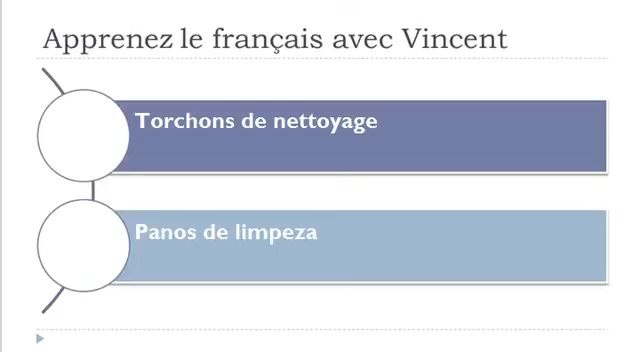 Apprenez le français avec Vincent
Torchons de nettoyage
Panos de limpeza